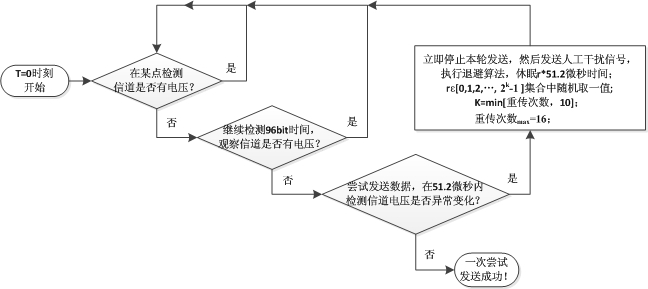 T=0时刻
开始
在某点检测
信道是否有电压?
是
否
继续检测96bit时间,
观察信道是否有电压?
是
否
尝试发送数据，在51.2微秒内
检测信道电压是否异常变化?
是
否
一次尝试
发送成功!
立即停止本轮发送，然后发送人工干扰信号,
执行退避算法，休眠r*51.2微秒时间;
rε[0,1,2,…, 2ᵏ-1 ]集合中随机取一值;
K=min[重传次数，10];
重传次数max=16;